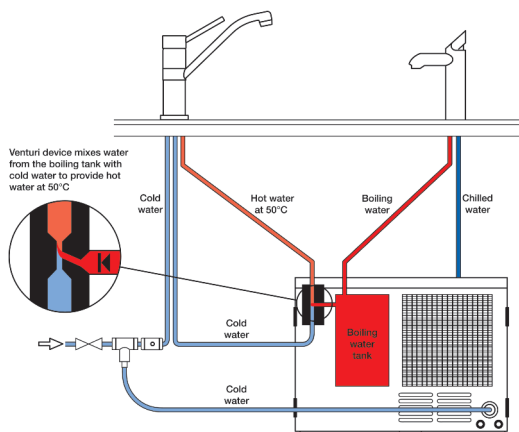 Venturi device mixes water
from the boiling tank with
cold water to provide hot
water at 50°C
Cold
water
Hot water
at 50°C
Boiling
water
Chilled
water
Cold
water
Boiling
water
tank
Cold
water